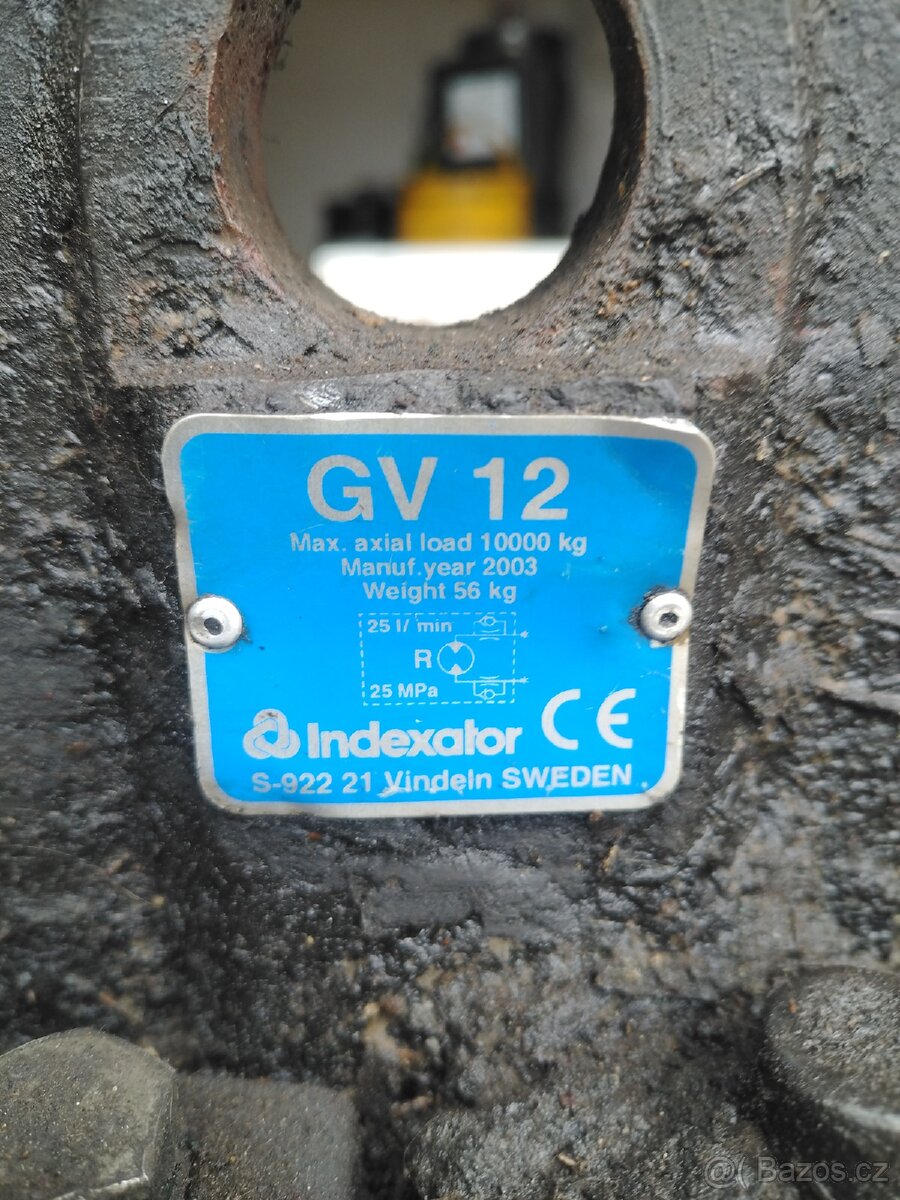 GV 12
Max. axial load 10000 kg
Manuf.year 2003
Weight 56 kg
25 l/ min
R
25 MPa
Indexator CE
S-922 21 Vindeln SWEDEN
@ Bazos.cz